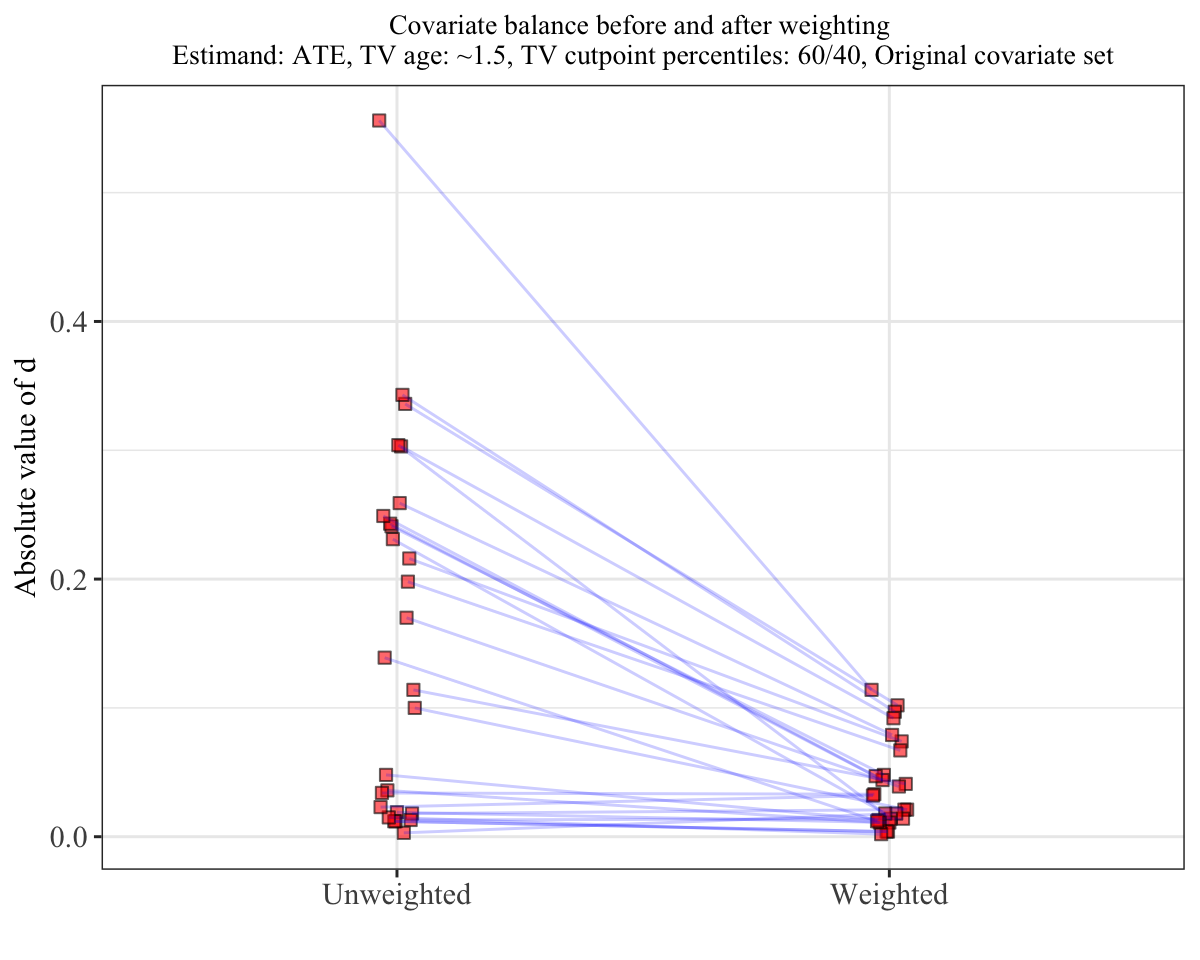 Covariate balance before and after weighting
Estimand: ATE, TV age: ~1.5, TV cutpoint percentiles: 60/40, Original covariate set
Absolute value of d
0.4
0.2
0.0
Unweighted
Weighted